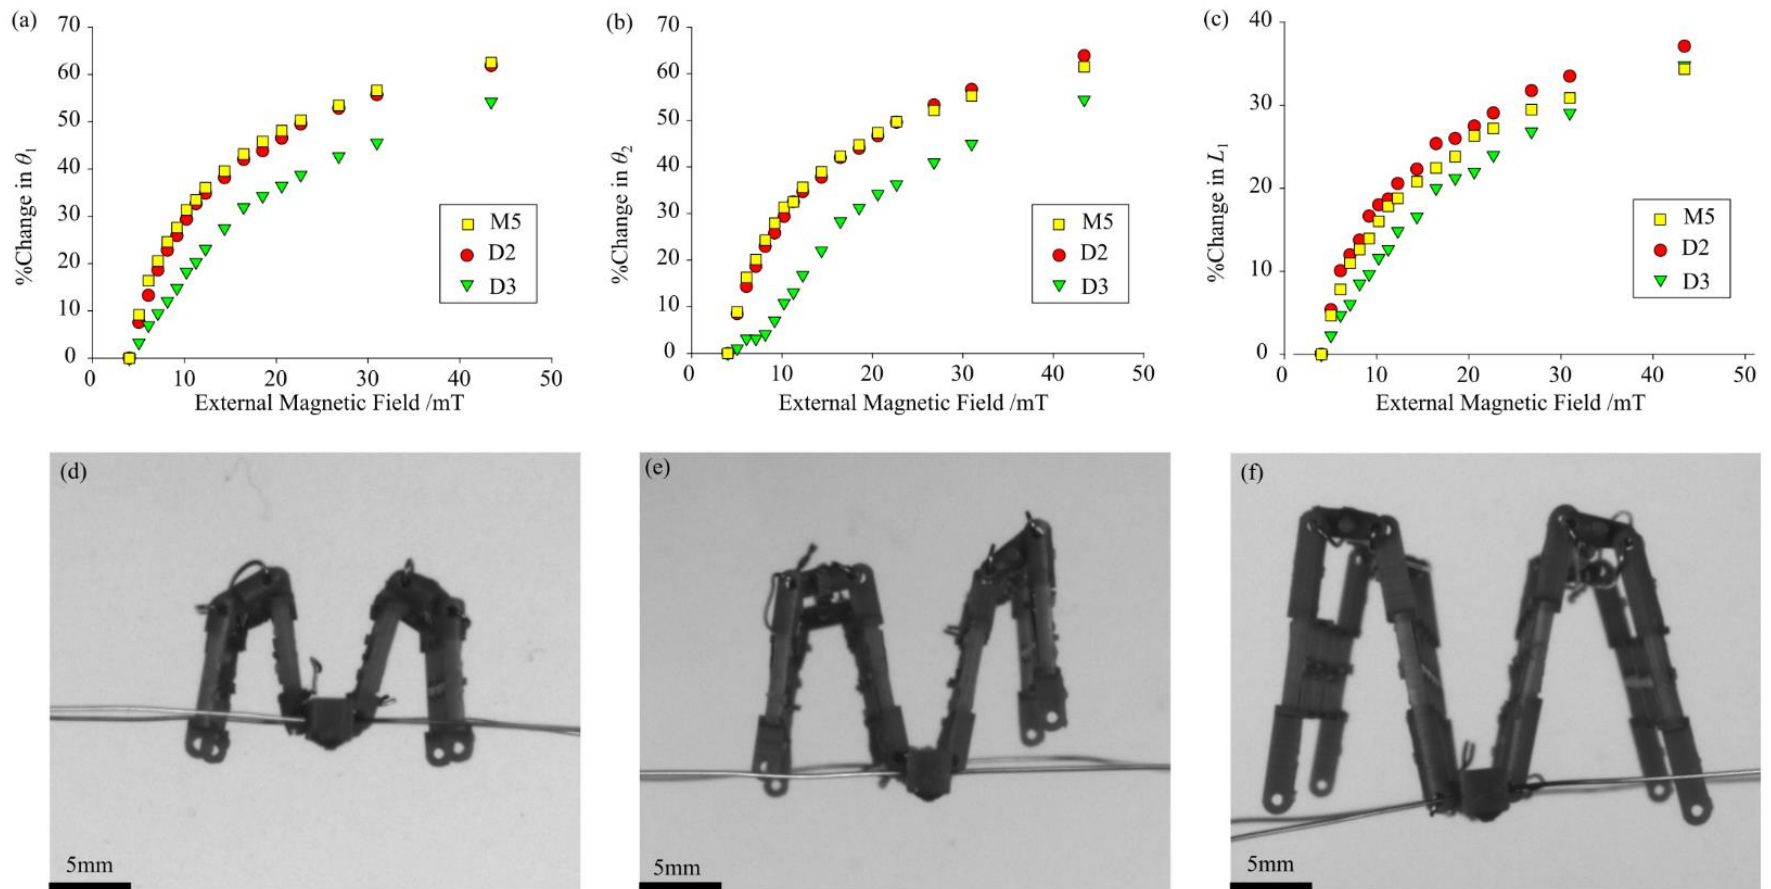 (a)
70
60
50
40
30
20
10
0
%Change in θ1
M5
D2
D3
0 10 20 30 40 50
External Magnetic Field /mT
(b)
70
60
50
40
30
20
10
0
%Change in θ2
M5
D2
D3
0 10 20 30 40 50
External Magnetic Field /mT
(c)
40
30
20
10
0
%Change in L1
M5
D2
D3
0 10 20 30 40 50
External Magnetic Field /mT
(d)
5mm
(e)
5mm
(f)
5mm